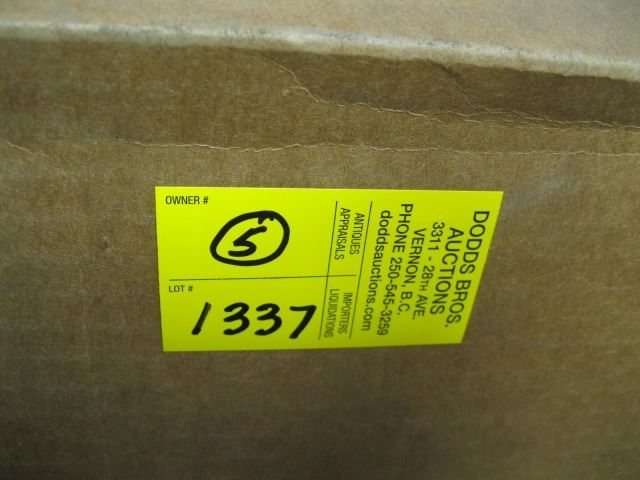 OWNER #
5
LOT #
1337
ANTIQUES
APPRAISALS
IMPORTERS
LIQUIDATIONS
DODDS BROS.
AUCTIONS
3311 - 28TH AVE.
VERNON, B.C.
PHONE 250-545-3259
doddsauctions.com